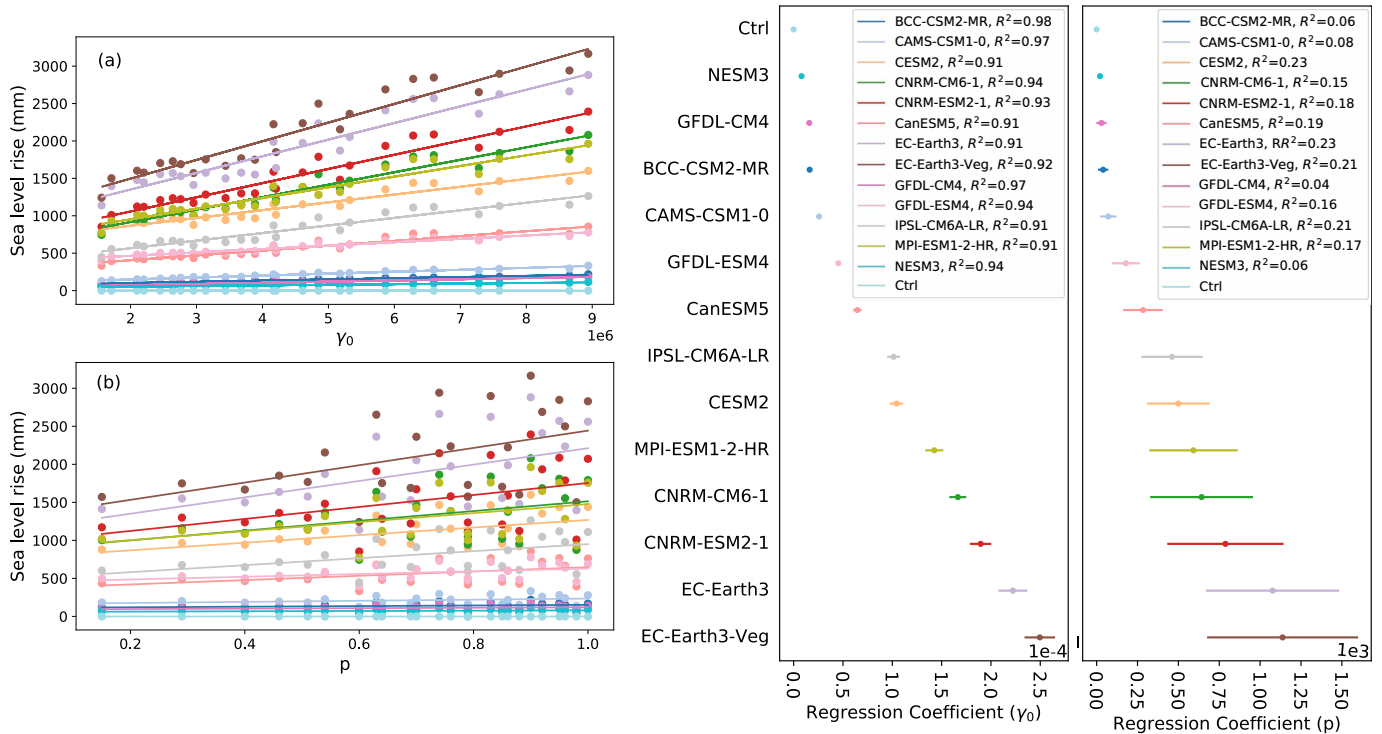 (a)
Sea level rise (mm)
3000
2500
2000
1500
1000
500
0
2
3
4
5
6
7
8
9
1e6
γ0
(b)
Sea level rise (mm)
3000
2500
2000
1500
1000
500
0
0.2
0.4
0.6
0.8
1.0
p
Ctrl
NESM3
GFDL-CM4
BCC-CSM2-MR
CAMS-CSM1-0
GFDL-ESM4
CanESM5
IPSL-CM6A-LR
CESM2
MPI-ESM1-2-HR
CNRM-CM6-1
CNRM-ESM2-1
EC-Earth3
EC-Earth3-Veg
BCC-CSM2-MR, R²=0.98
CAMS-CSM1-0, R²=0.97
CESM2, R²=0.91
CNRM-CM6-1, R²=0.94
CNRM-ESM2-1, R²=0.93
CanESM5, R²=0.91
EC-Earth3, R²=0.91
EC-Earth3-Veg, R²=0.92
GFDL-CM4, R²=0.97
GFDL-ESM4, R²=0.94
IPSL-CM6A-LR, R²=0.91
MPI-ESM1-2-HR, R²=0.91
NESM3, R²=0.94
Ctrl
1e-4
0.0
0.5
1.0
1.5
2.0
2.5
Regression Coefficient (γ0)
BCC-CSM2-MR, R²=0.06
CAMS-CSM1-0, R²=0.08
CESM2, R²=0.23
CNRM-CM6-1, R²=0.15
CNRM-ESM2-1, R²=0.18
CanESM5, R²=0.19
EC-Earth3, RR²=0.23
EC-Earth3-Veg, R²=0.21
GFDL-CM4, R²=0.04
GFDL-ESM4, R²=0.16
IPSL-CM6A-LR, R²=0.21
MPI-ESM1-2-HR, R²=0.17
NESM3, R²=0.06
Ctrl
1e3
0.00
0.25
0.50
0.75
1.00
1.25
1.50
Regression Coefficient (p)